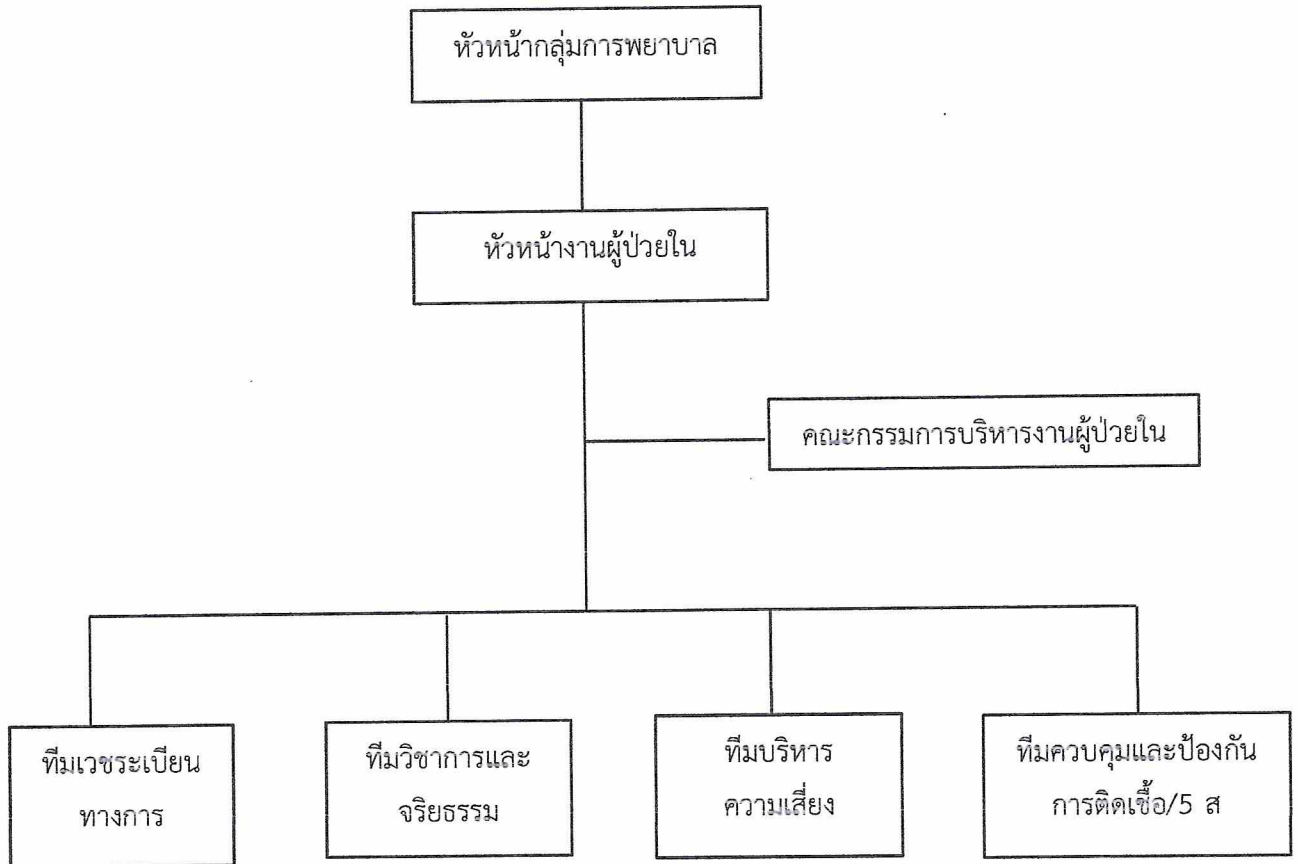 หัวหน้ากลุ่มการพยาบาล
หัวหน้างานผู้ป่วยใน
คณะกรรมการบริหารงานผู้ป่วยใน
ทีมเวชระเบียน
ทางการ
ทีมวิชาการและ
จริยธรรม
ทีมบริหาร
ความเสี่ยง
ทีมควบคุมและป้องกัน
การติดเชื้อ/5 ส